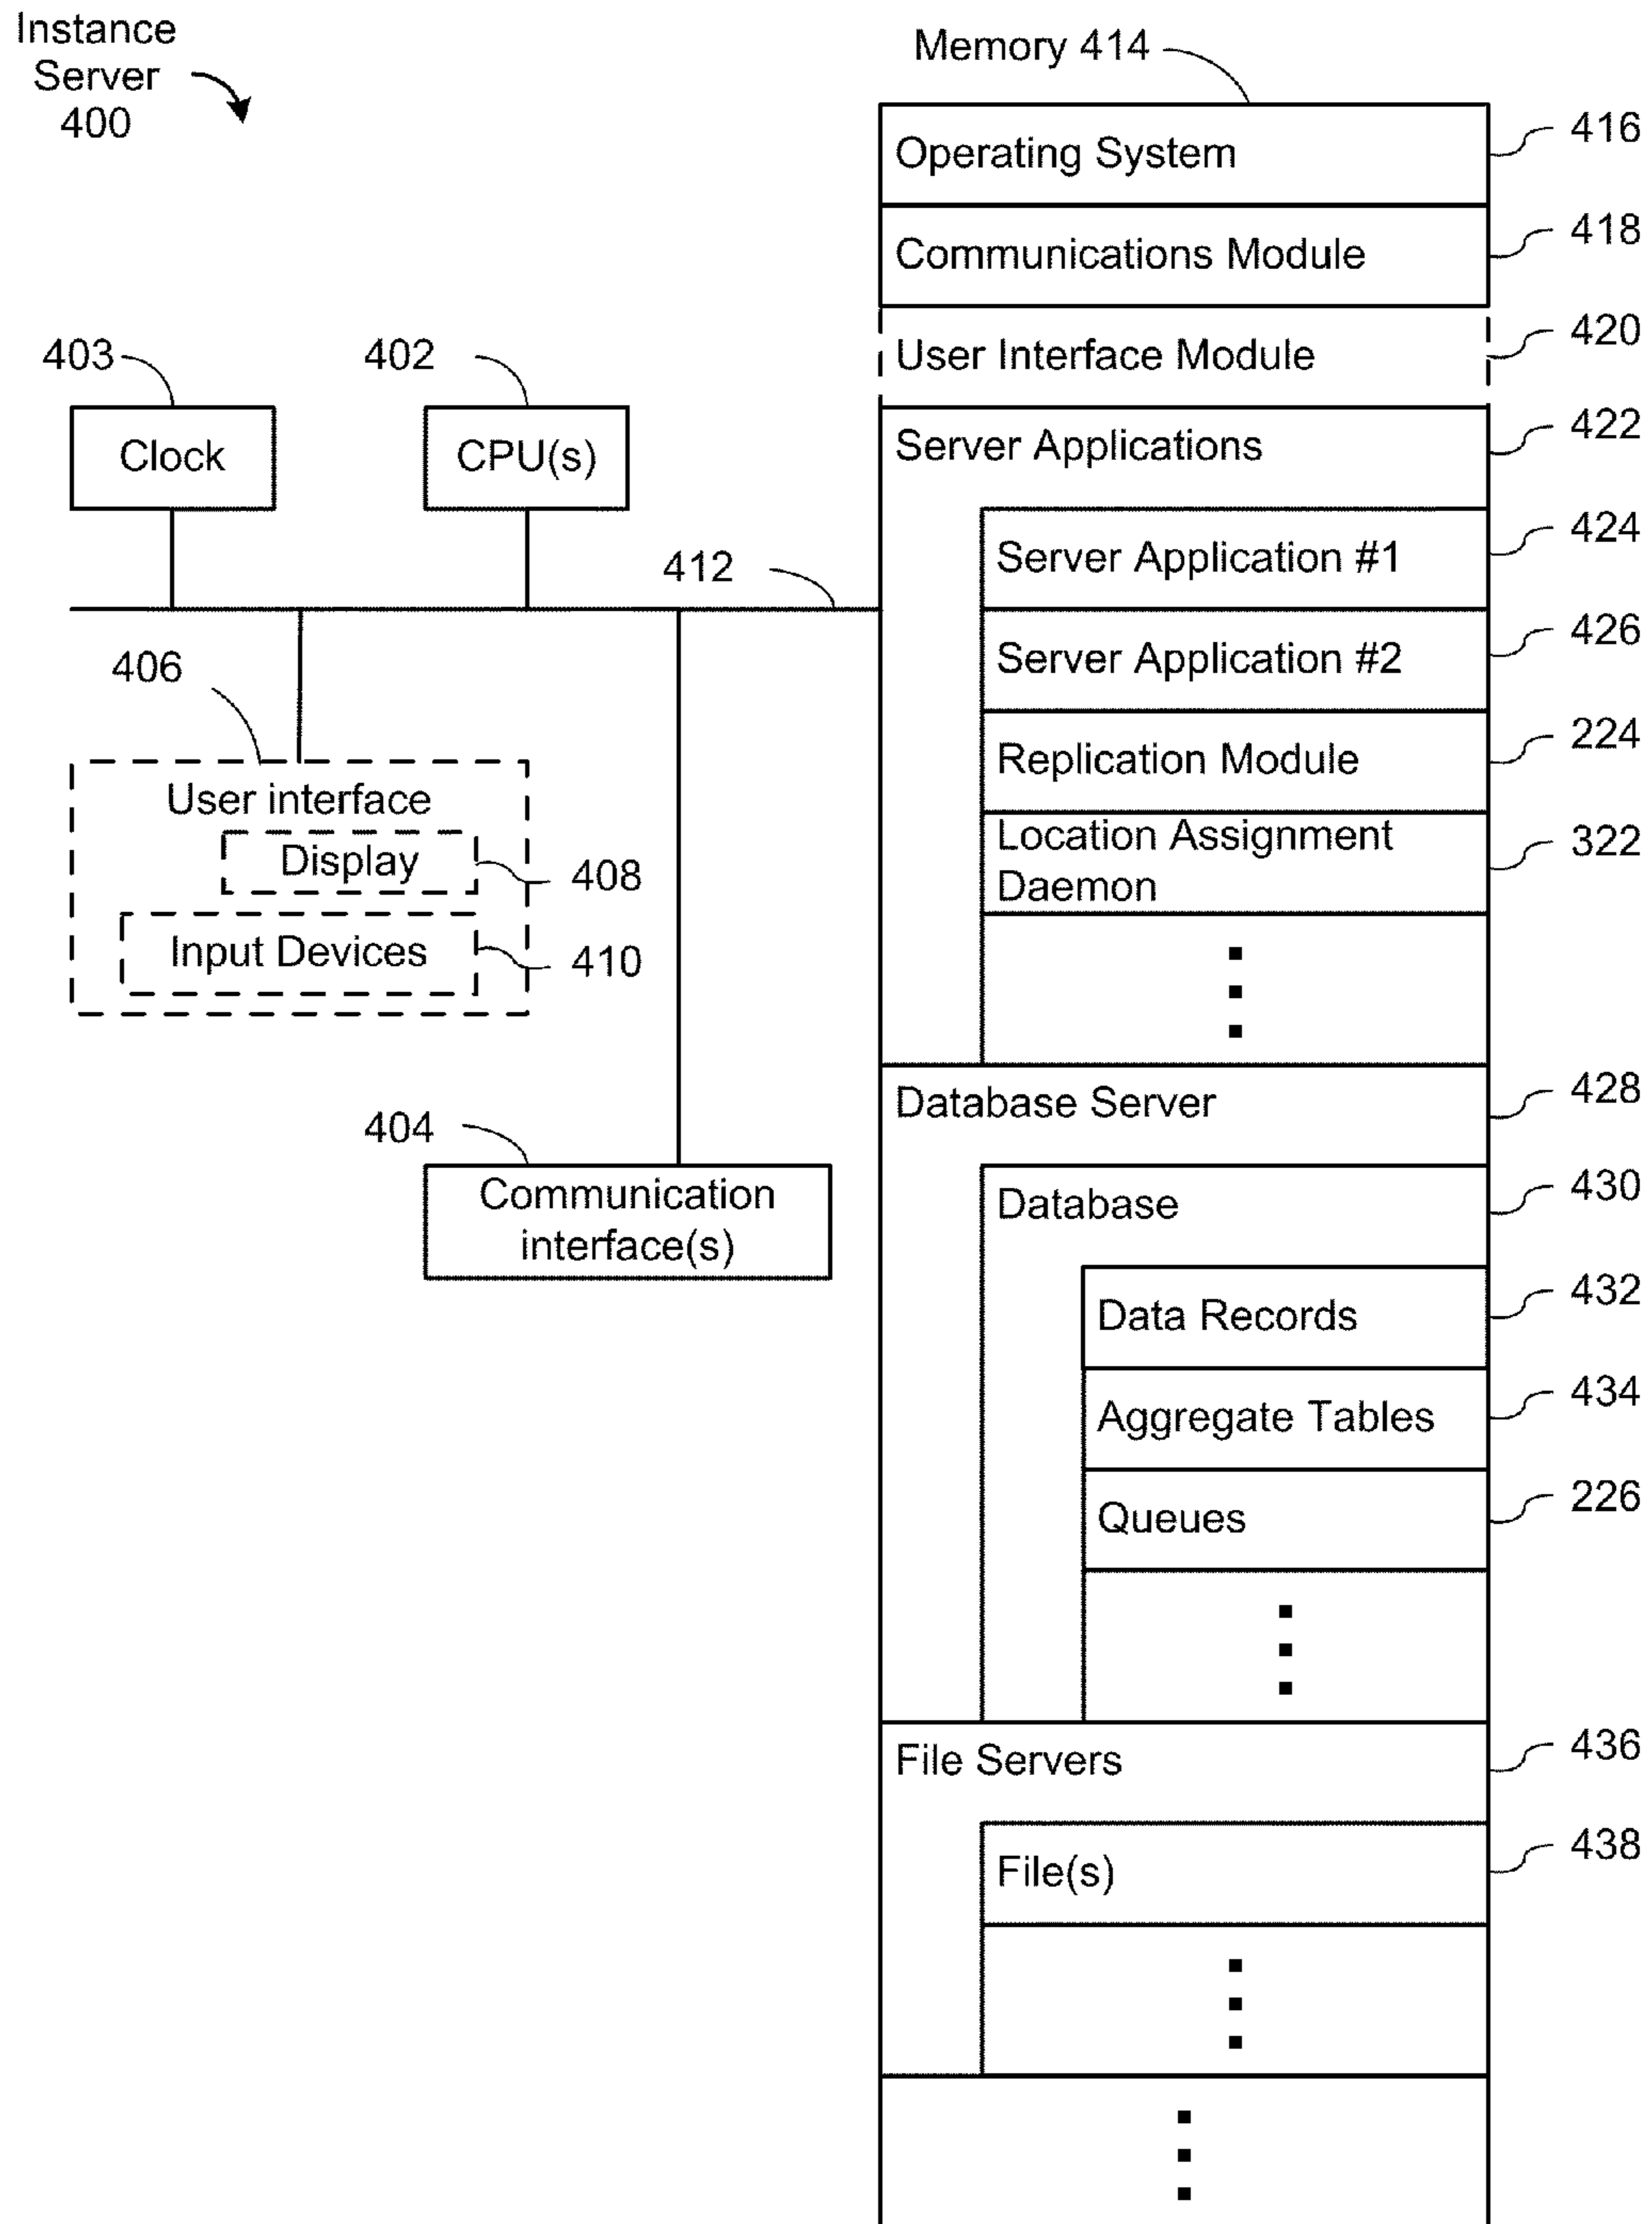 Instance
Server
400
Memory 414
Operating System
416
Communications Module
418
User Interface Module
420
403
402
Clock
CPU(s)
412
406
User interface
Display
408
Input Devices
410
404
Communication
interface(s)
Server Applications
422
Server Application #1
424
Server Application #2
426
Replication Module
224
Location Assignment
Daemon
322
Database Server
428
Database
430
Data Records
432
Aggregate Tables
434
Queues
226
File Servers
436
File(s)
438